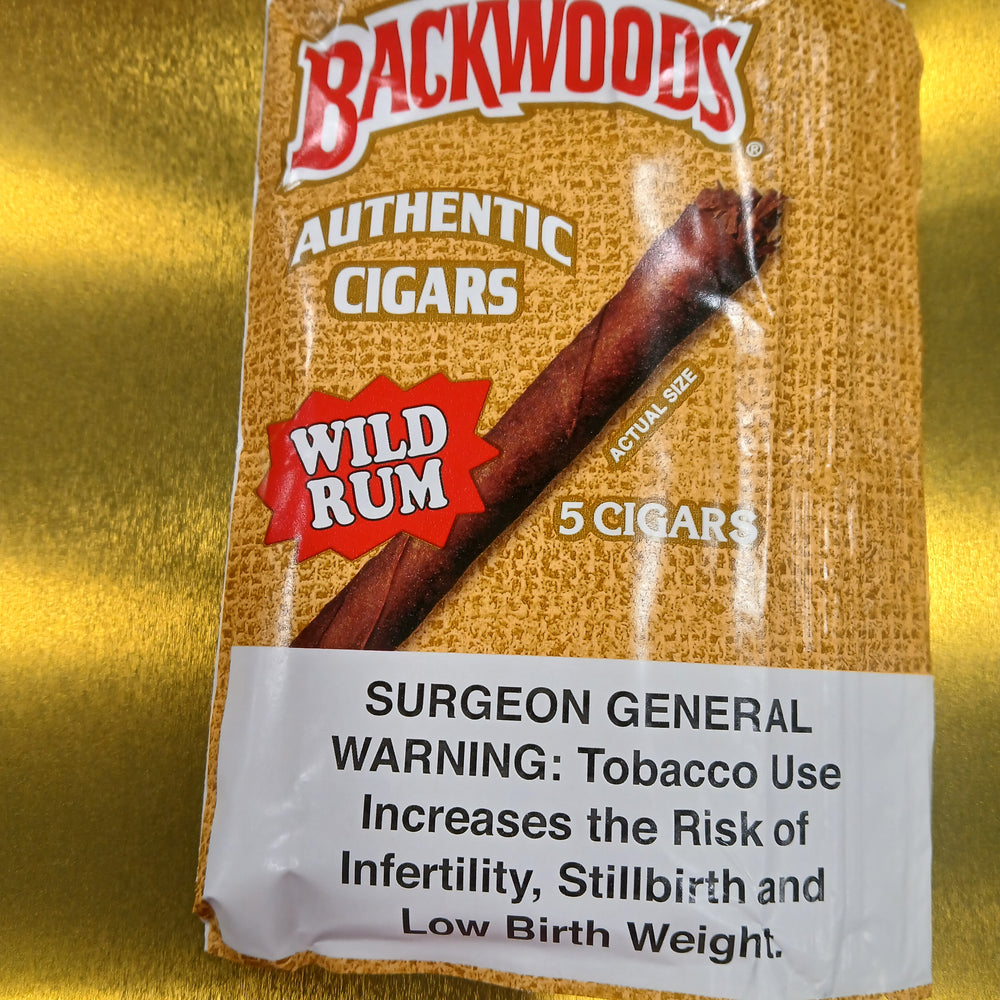 BACKWOODS®
AUTHENTIC
CIGARS
WILD
RUM
ACTUAL SIZE
5 CIGARS
SURGEON GENERAL
WARNING: Tobacco Use
Increases the Risk of
Infertility, Stillbirth and
Low Birth Weight.